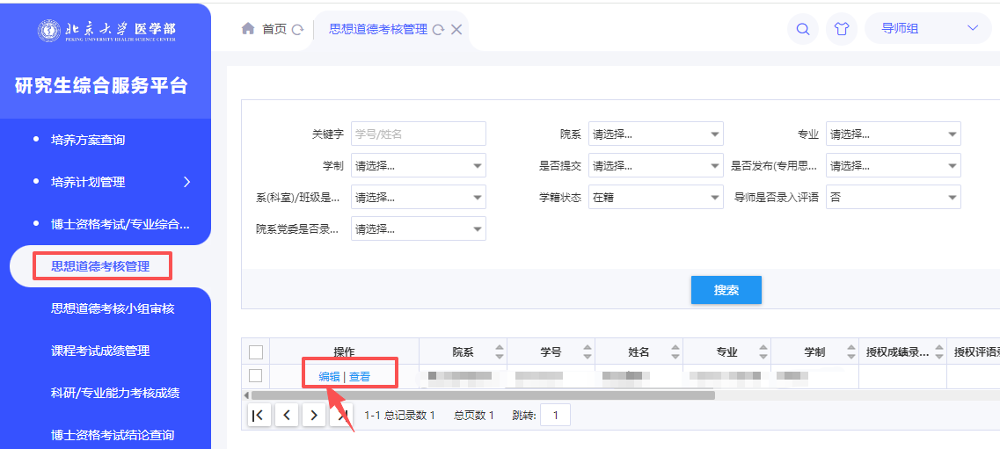 北京大学医学部
PEKING UNIVERSITY HEALTH SCIENCE CENTER
研究生综合服务平台
培养方案查询
培养计划管理
博士资格考试/专业综合...
思想道德考核管理
思想道德考核小组审核
课程考试成绩管理
科研/专业能力考核成绩
博士资格考试结论查询
首页
思想道德考核管理
导师组
关键字 学号/姓名 院系 请选择... 专业 请选择...
学制 请选择... 是否提交 请选择... 是否发布(专用思... 请选择...
系(科室)/班级是... 请选择... 学籍状态 在籍 导师是否录入评语 否
院系党委是否录... 请选择...
搜索
操作 院系 学号 姓名 专业 学制 授权成绩录... 授权评语录
编辑 | 查看
1-1 总记录数 1 总页数 1 跳转: 1